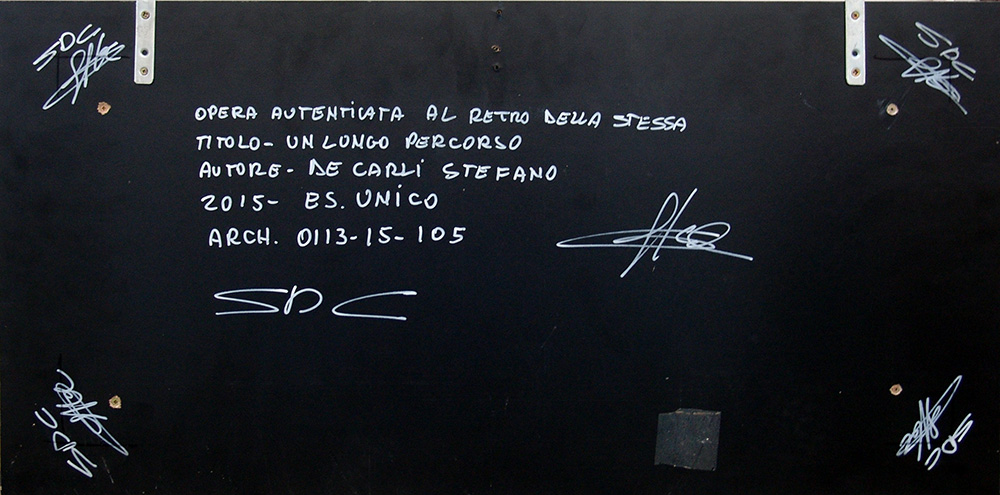 SDC
SDC
OPERA AUTENTICATA AL RETRO DELLA STESSA
TITOLO- UN LUNGO PERCORSO
AUTORE- DE CARLI STEFANO
2015- ES. UNICO
ARCH. 0113-15-105
SDC
SDC
SDC